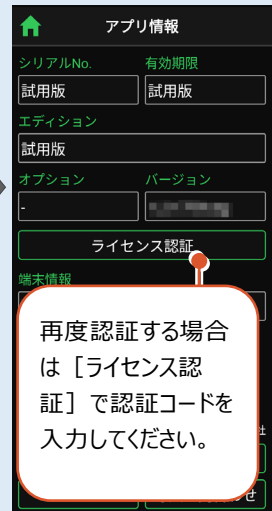 アプリ情報
シリアルNo. 有効期限
試用版 試用版
エディション
試用版
オプション バージョン
-
ライセンス認証
端末情報
再度認証する場合
は［ライセンス認
証］で認証コードを
入力してください。
社
せ